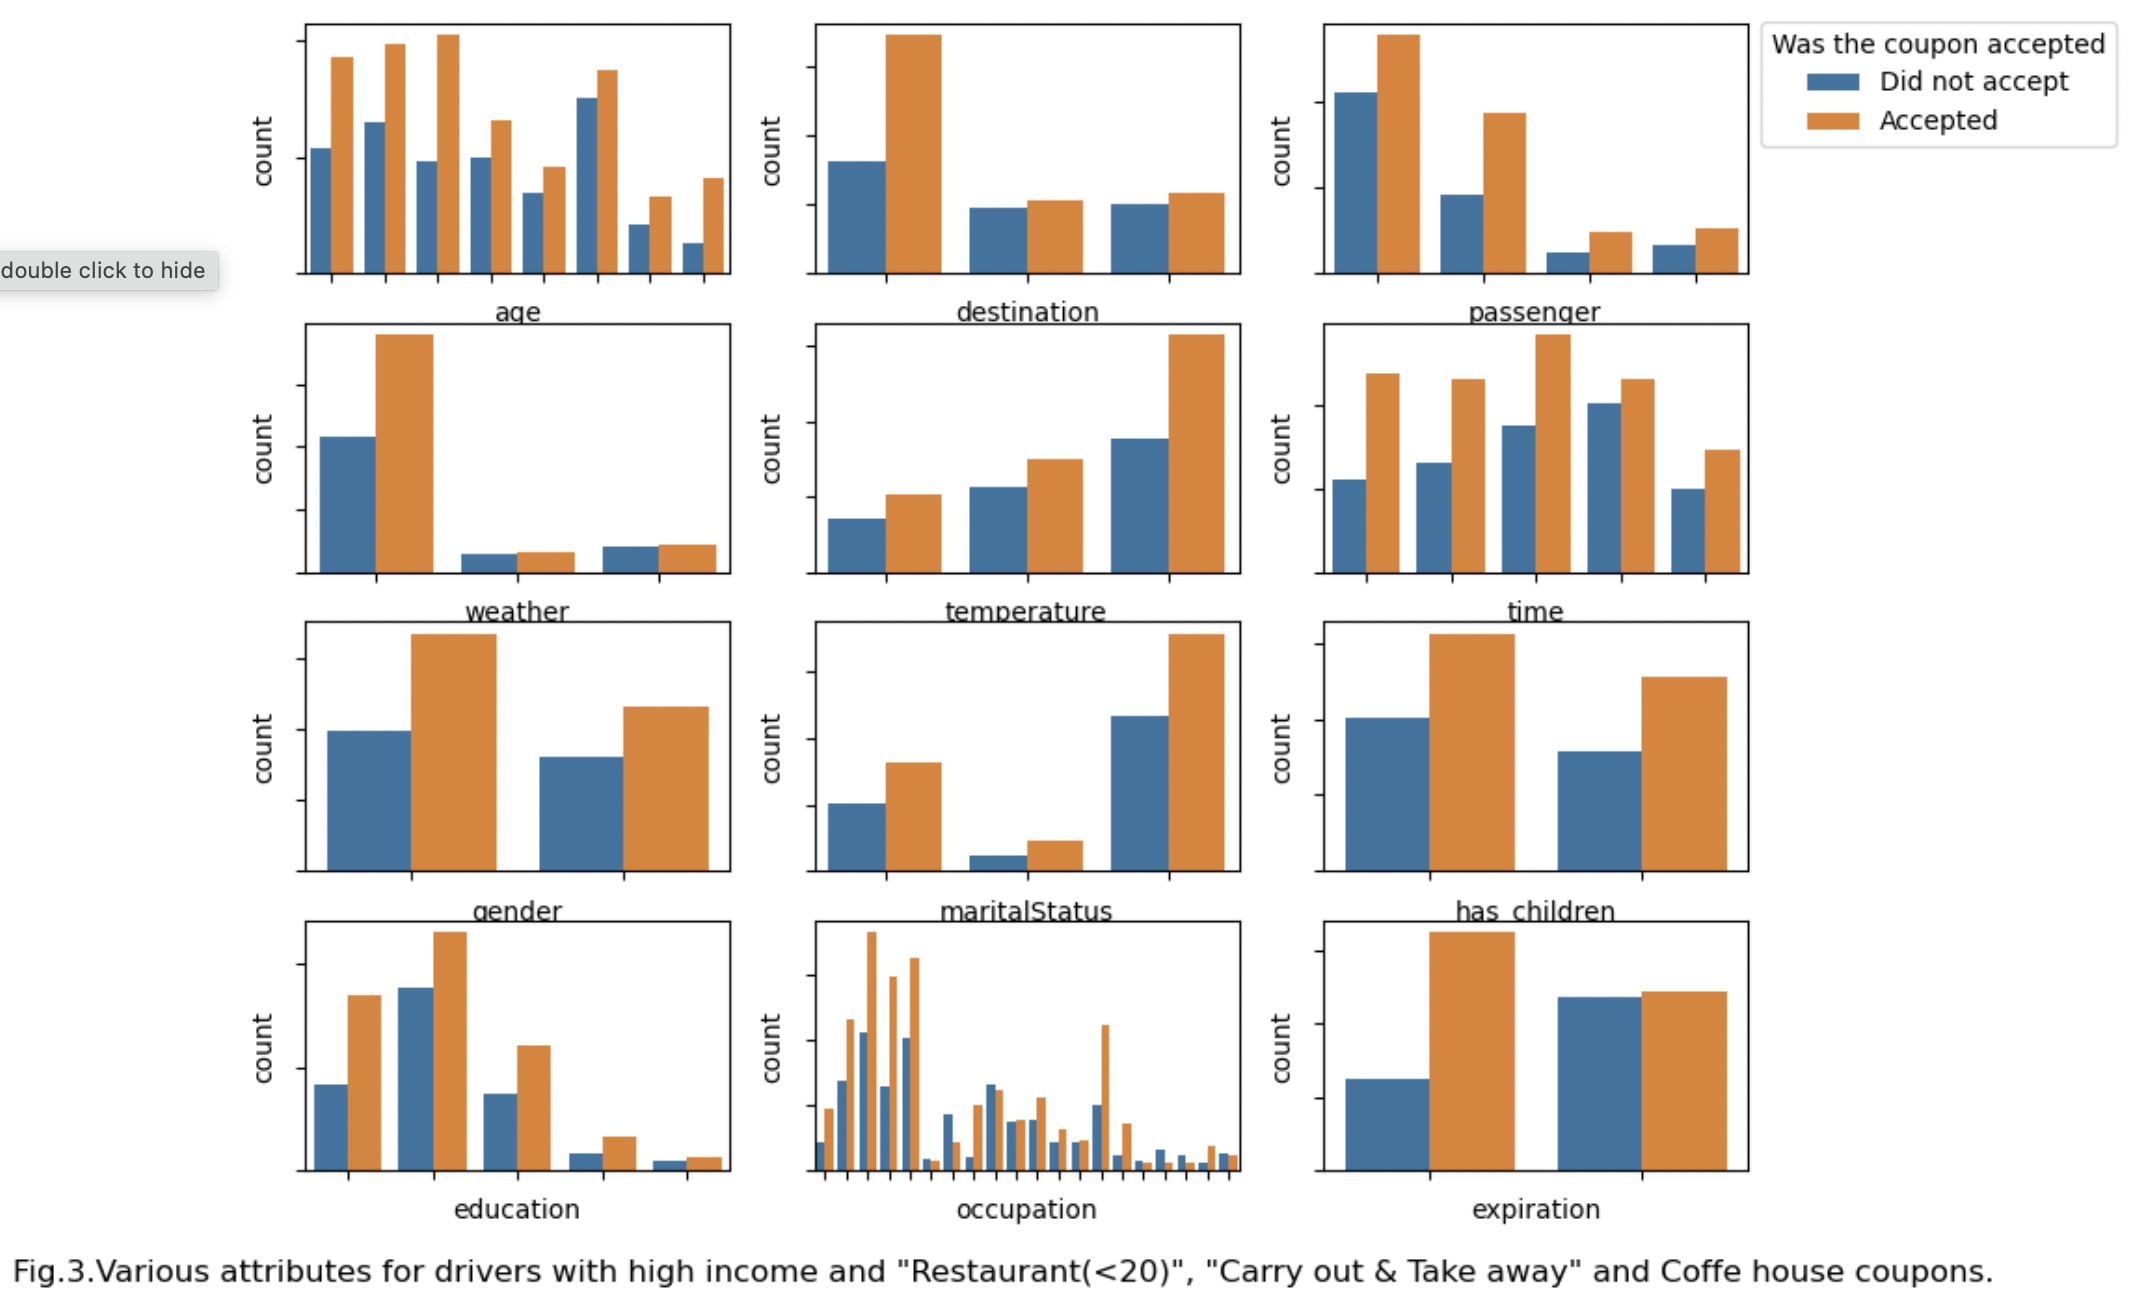 count
count
count
Was the coupon accepted
Did not accept
Accepted
double click to hide
age
destination
passenger
count
count
count
weather
temperature
time
count
count
count
gender
maritalStatus
has_children
count
count
count
education
occupation
expiration
Fig.3.Various attributes for drivers with high income and "Restaurant(<20)", "Carry out & Take away" and Coffe house coupons.